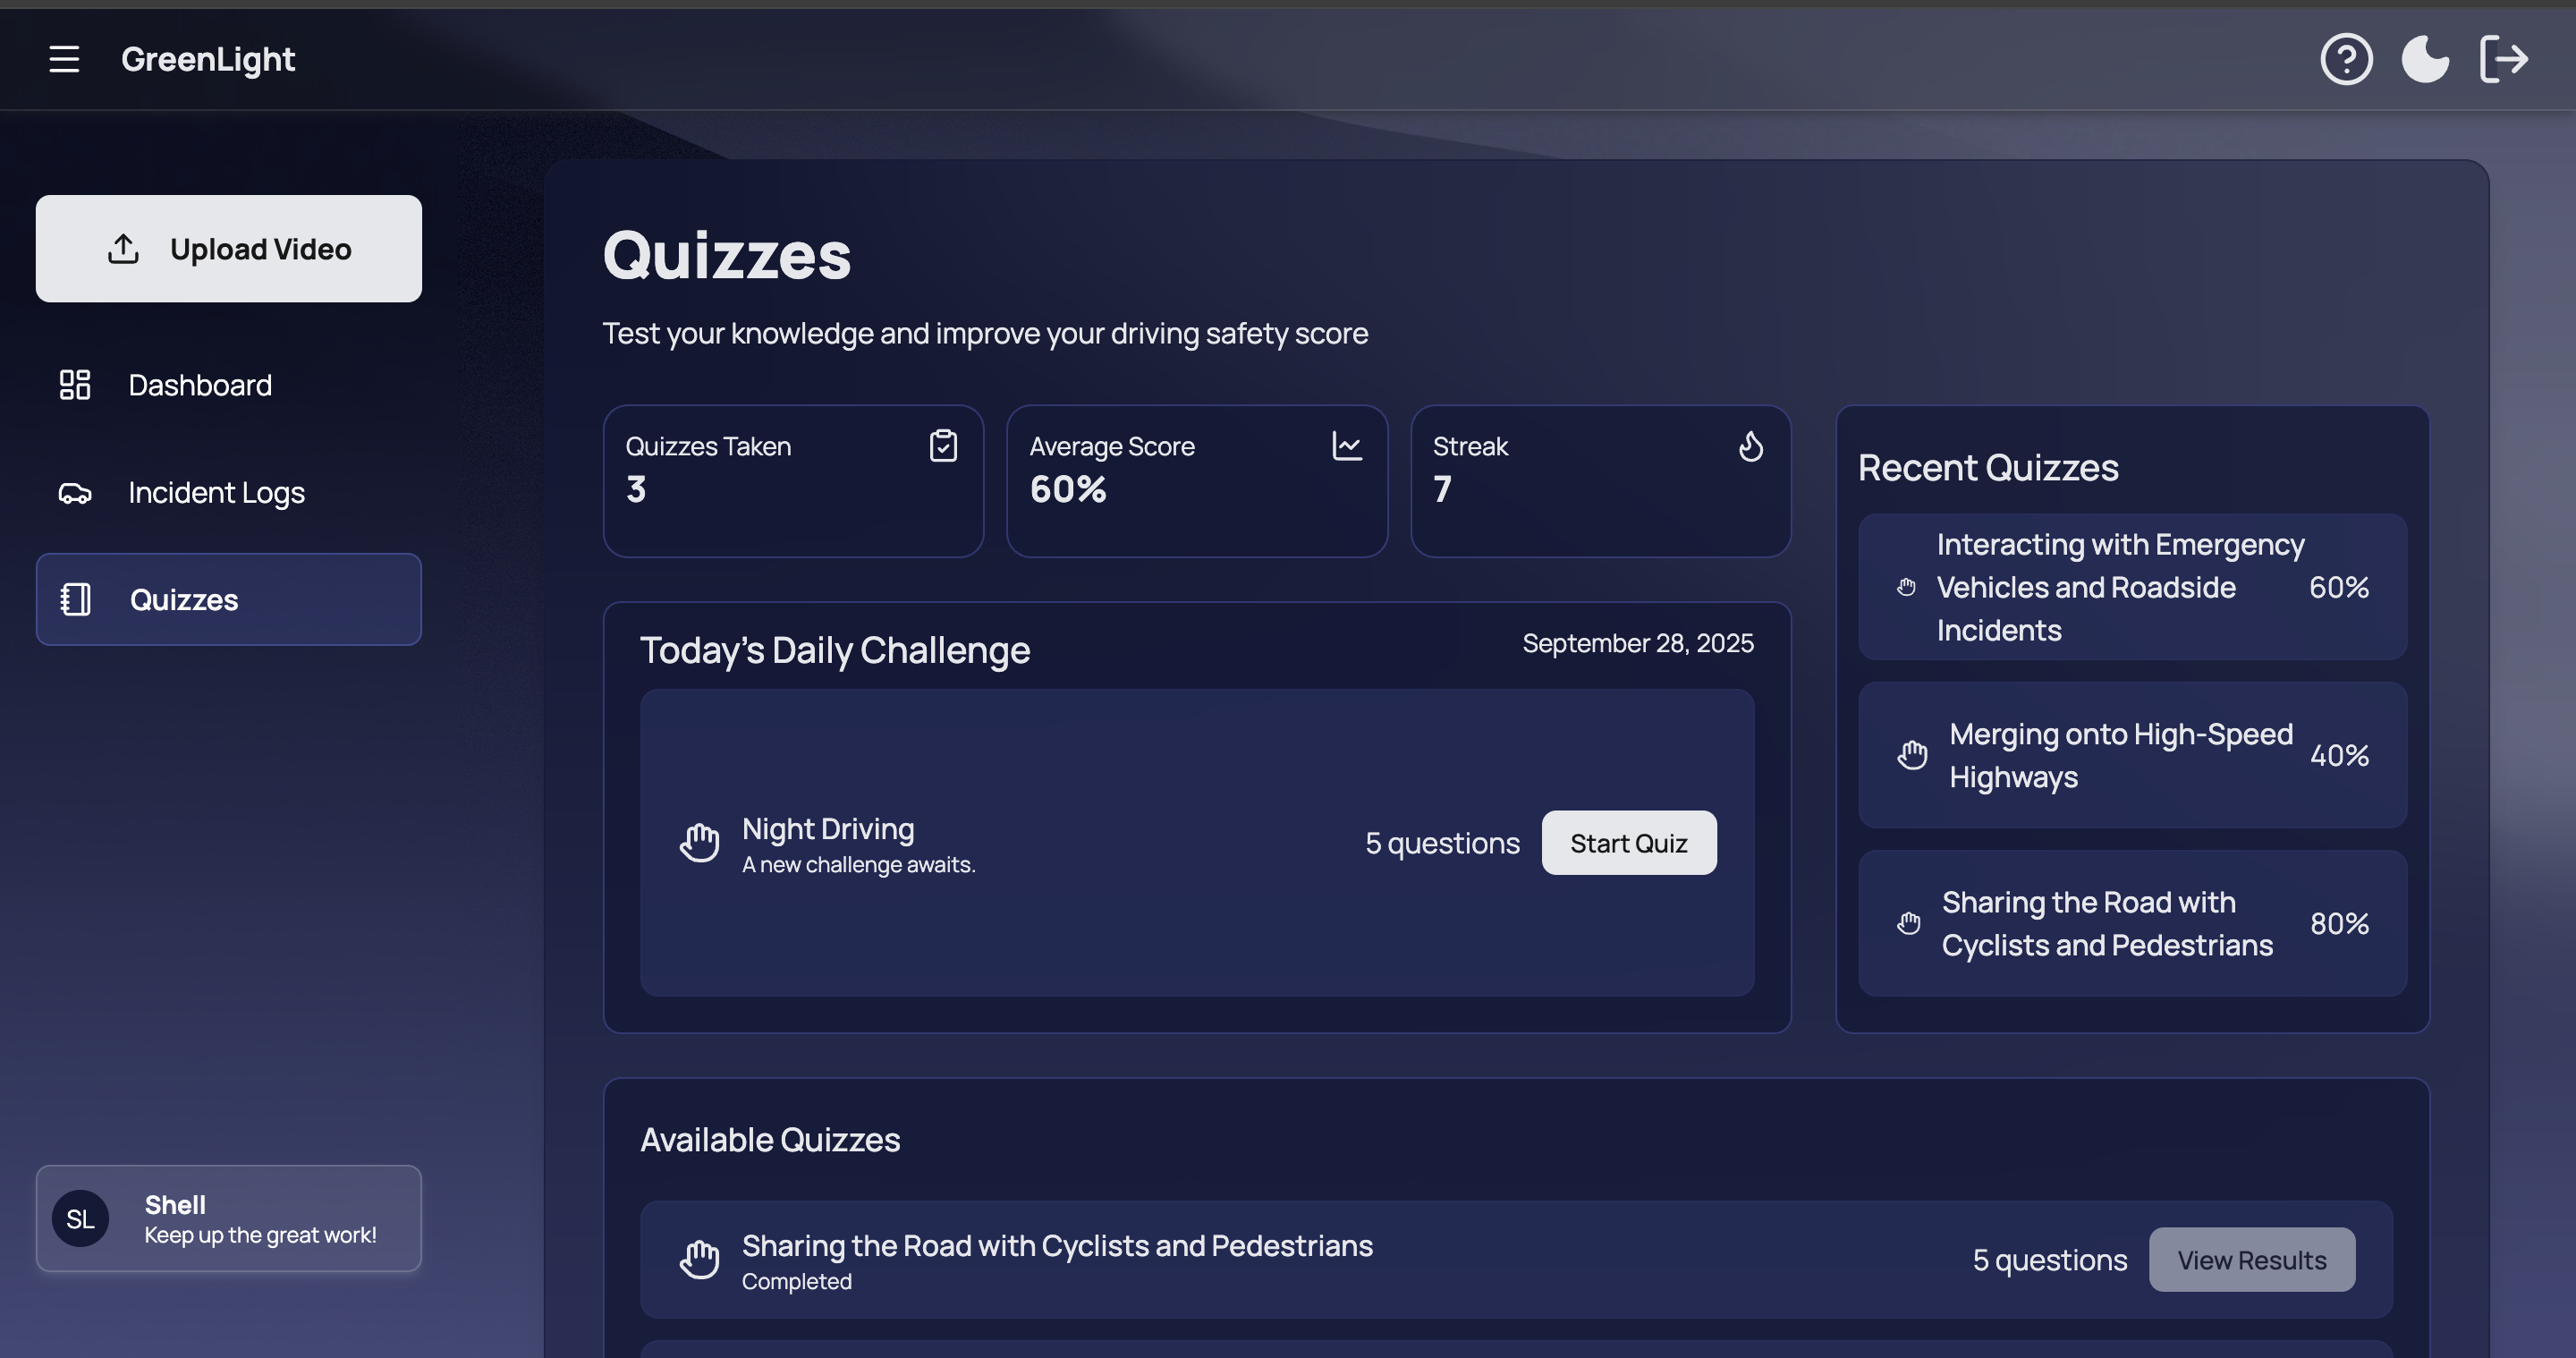 GreenLight
Upload Video
Dashboard
Incident Logs
Quizzes
SL
Shell
Keep up the great work!
Quizzes
Test your knowledge and improve your driving safety score
Quizzes Taken
3
Average Score
60%
Streak
7
Today's Daily Challenge
September 28, 2025
Night Driving
A new challenge awaits.
5 questions
Start Quiz
Recent Quizzes
Interacting with Emergency
Vehicles and Roadside
Incidents
60%
Merging onto High-Speed
Highways
40%
Sharing the Road with
Cyclists and Pedestrians
80%
Available Quizzes
Sharing the Road with Cyclists and Pedestrians
Completed
5 questions
View Results